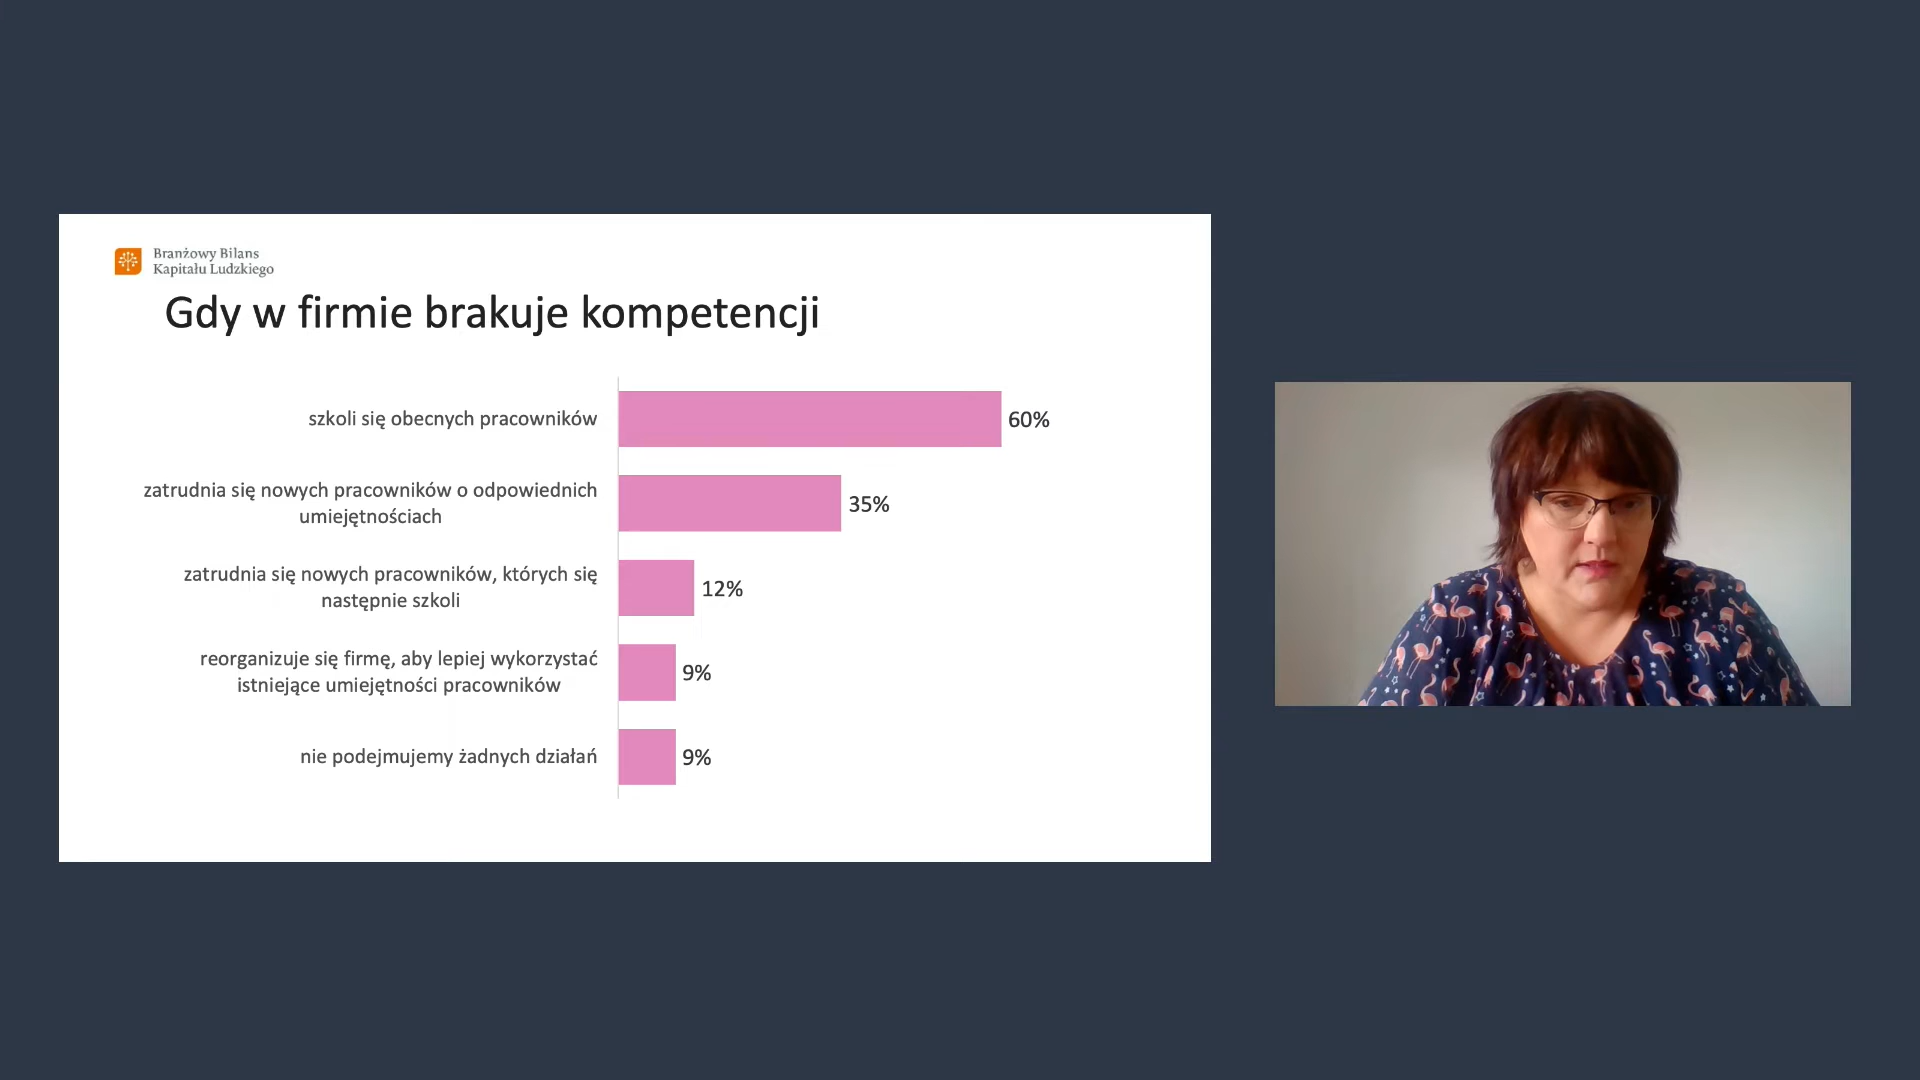 Branżowy Bilans
Kapitału Ludzkiego
Gdy w firmie brakuje kompetencji
szkoli się obecnych pracowników
60%
zatrudnia się nowych pracowników o odpowiednich
umiejętnościach
35%
zatrudnia się nowych pracowników, których się
następnie szkoli
12%
reorganizuje się firmę, aby lepiej wykorzystać
istniejące umiejętności pracowników
9%
nie podejmujemy żadnych działań
9%